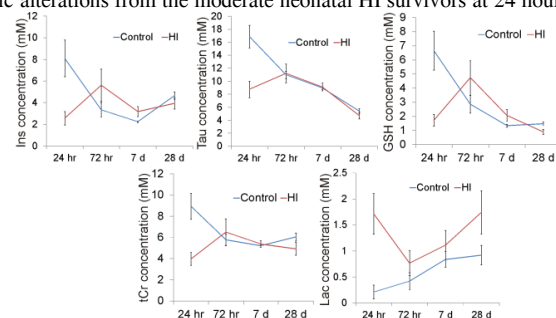 ic alterations from the moderate neonatal HI survivors at 24 hour
Ins concentration (mM)
12
10
8
6
4
2
0
Control HI
24 hr 72 hr 7 d 28 d
Tau concentration (mM)
20
18
16
14
12
10
8
6
4
2
0
Control HI
24 hr 72 hr 7 d 28 d
GSH concentration (mM)
9
8
7
6
5
4
3
2
1
0
Control HI
24 hr 72 hr 7 d 28 d
tCr concentration (mM)
12
10
8
6
4
2
0
Control HI
24 hr 72 hr 7 d 28 d
Lac concentration (mM)
2.5
2
1.5
1
0.5
0
Control HI
24 hr 72 hr 7 d 28 d